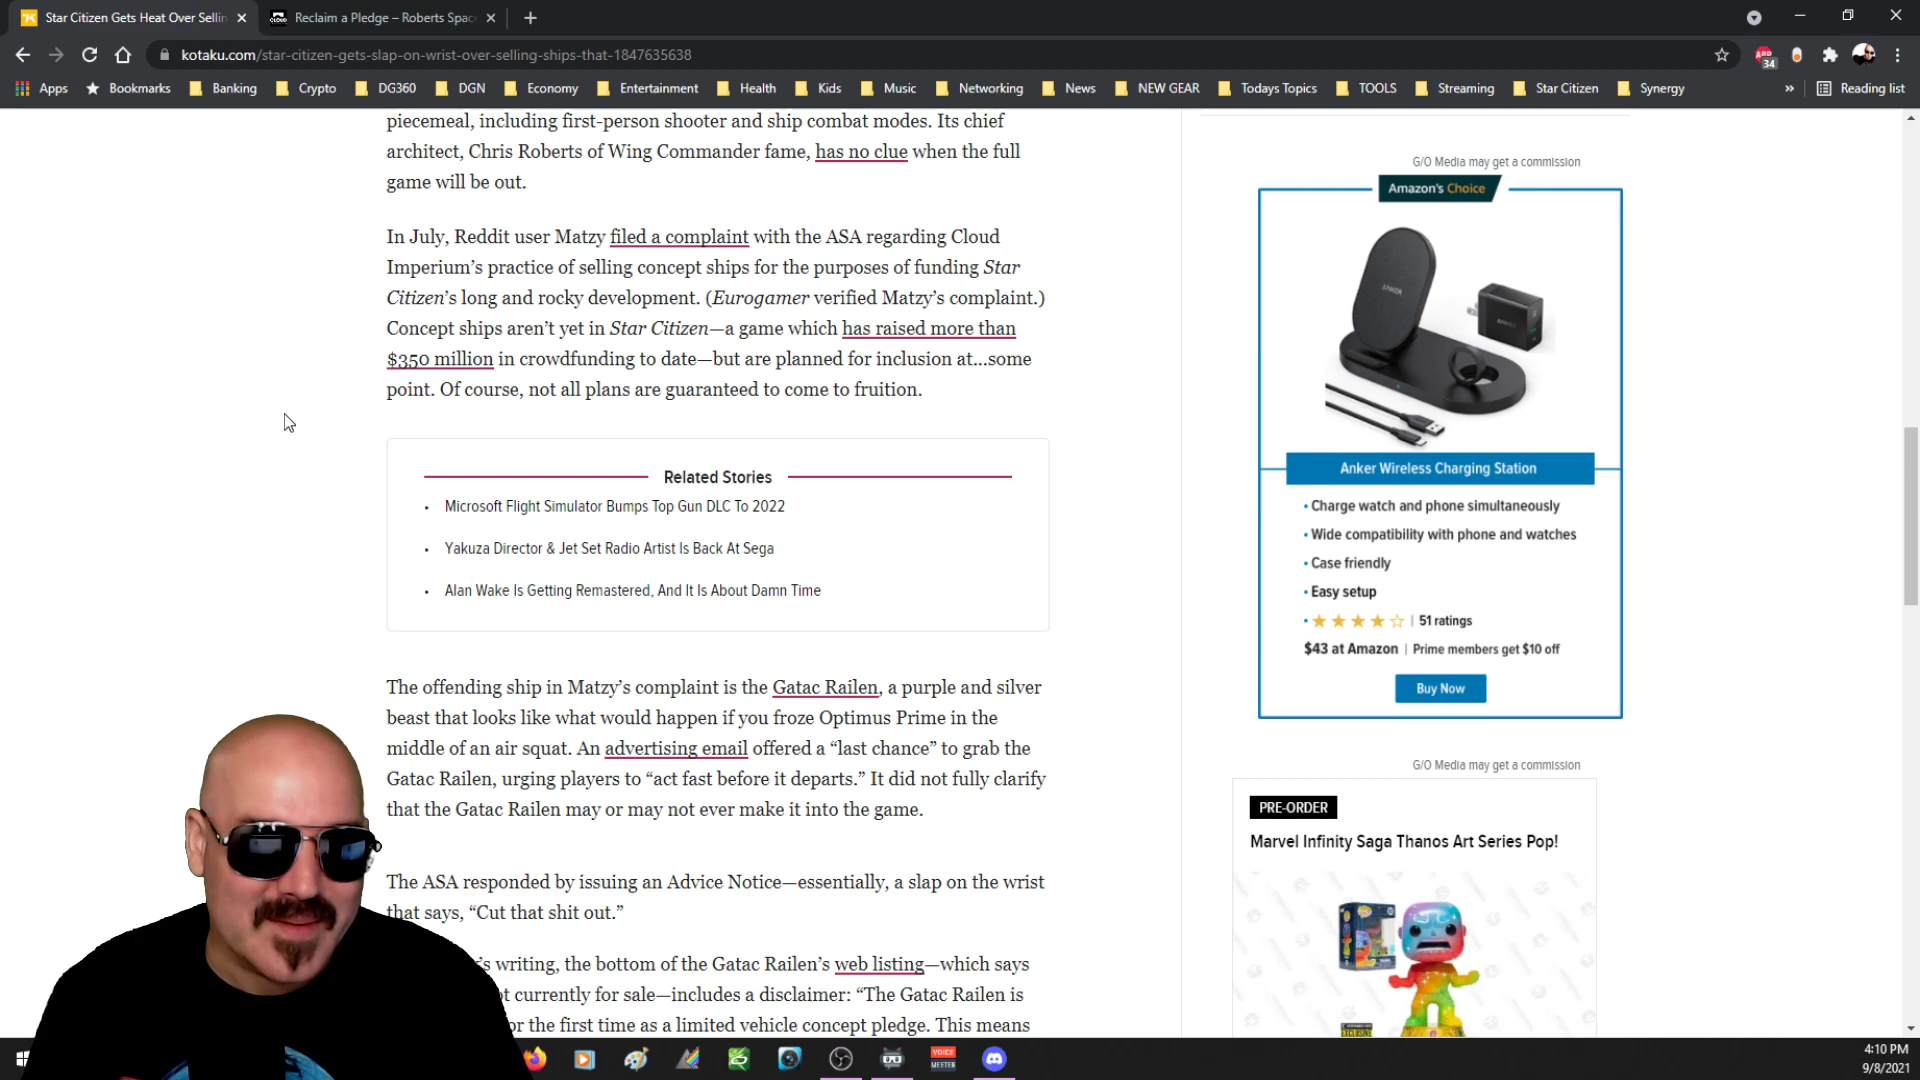 Star Citizen Gets Heat Over Sellin
Reclaim a Pledge – Roberts Spac
kotaku.com/star-citizen-gets-slap-on-wrist-over-selling-ships-that-1847635638
34
Apps Bookmarks Banking Crypto DG360 DGN Economy Entertainment Health Kids Music Networking News NEW GEAR Todays Topics TOOLS Streaming Star Citizen Synergy » Reading list
piecemeal, including first-person shooter and ship combat modes. Its chief
architect, Chris Roberts of Wing Commander fame, has no clue when the full
game will be out.
In July, Reddit user Matzy filed a complaint with the ASA regarding Cloud
Imperium’s practice of selling concept ships for the purposes of funding Star
Citizen’s long and rocky development. (Eurogamer verified Matzy’s complaint.)
Concept ships aren’t yet in Star Citizen—a game which has raised more than
$350 million in crowdfunding to date—but are planned for inclusion at…some
point. Of course, not all plans are guaranteed to come to fruition.
Related Stories
• Microsoft Flight Simulator Bumps Top Gun DLC To 2022
• Yakuza Director & Jet Set Radio Artist Is Back At Sega
• Alan Wake Is Getting Remastered, And It Is About Damn Time
The offending ship in Matzy’s complaint is the Gatac Railen, a purple and silver
beast that looks like what would happen if you froze Optimus Prime in the
middle of an air squat. An advertising email offered a “last chance” to grab the
Gatac Railen, urging players to “act fast before it departs.” It did not fully clarify
that the Gatac Railen may or may not ever make it into the game.
The ASA responded by issuing an Advice Notice—essentially, a slap on the wrist
that says, “Cut that shit out.”
’s writing, the bottom of the Gatac Railen’s web listing—which says
t currently for sale—includes a disclaimer: “The Gatac Railen is
or the first time as a limited vehicle concept pledge. This means
G/O Media may get a commission
Amazon's Choice
ANKER
Anker Wireless Charging Station
• Charge watch and phone simultaneously
• Wide compatibility with phone and watches
• Case friendly
• Easy setup
• ★★★★☆ | 51 ratings
$43 at Amazon | Prime members get $10 off
Buy Now
G/O Media may get a commission
PRE-ORDER
Marvel Infinity Saga Thanos Art Series Pop!
VOICE
MEETER
4:10 PM
9/8/2021